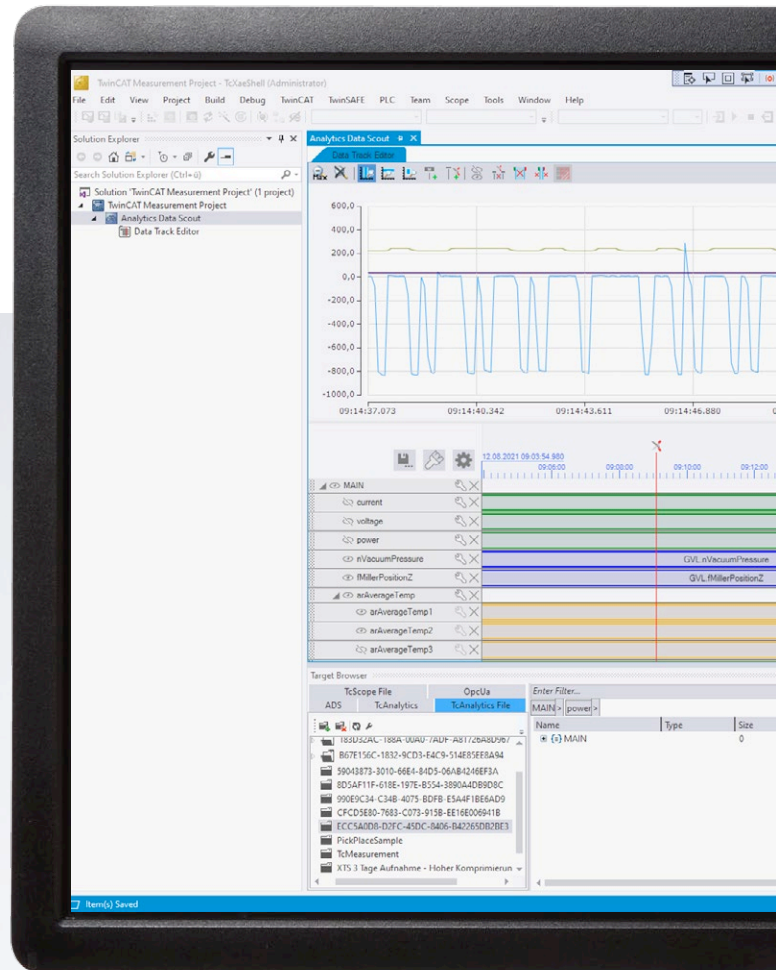 TwinCAT Measurement Project - TcXaeShell (Administrator)
File Edit View Project Build Debug TwinCAT TwinSAFE PLC Team Scope Tools Window Help
Solution Explorer
Search Solution Explorer (Ctrl+ü)
Solution 'TwinCAT Measurement Project' (1 project)
TwinCAT Measurement Project
Analytics Data Scout
Data Track Editor
Analytics Data Scout
Data Track Editor
600,0
400,0
200,0
0,0
-200,0
-400,0
-600,0
-800,0
-1000,0
09:14:37.073 09:14:40.342 09:14:43.611 09:14:46.880
12.08.2021 09:03:54.980
09:06:00 09:08:00 09:10:00 09:12:00
MAIN
current
voltage
power
nVacuumPressure GVL.nVacuumPressure
fMillerPositionZ GVL.fMillerPositionZ
arAverageTemp
arAverageTemp1
arAverageTemp2
arAverageTemp3
Target Browser
TcScope File OpcUa
ADS TcAnalytics TcAnalytics File
Enter Filter...
MAIN > power >
Name Type Size
MAIN 0
183D32AC-188A-00A0-7ADF-A81726A8D967
B67E156C-1832-9CD3-E4C9-514E85EE8A94
59043873-3010-66E4-84D5-06AB4246EF3A
8D5AF11F-618E-197E-B554-3890A4DB9D8C
990E9C34-C34B-4075-BDFB-E5A4F1BE6AD9
CFCD5E80-7683-C073-915B-EE16E006941B
ECC5A0D8-D2FC-45DC-8406-B42265DB2BE3
PickPlaceSample
TcMeasurement
XTS 3 Tage Aufnahme - Hoher Komprimierun
Item(s) Saved